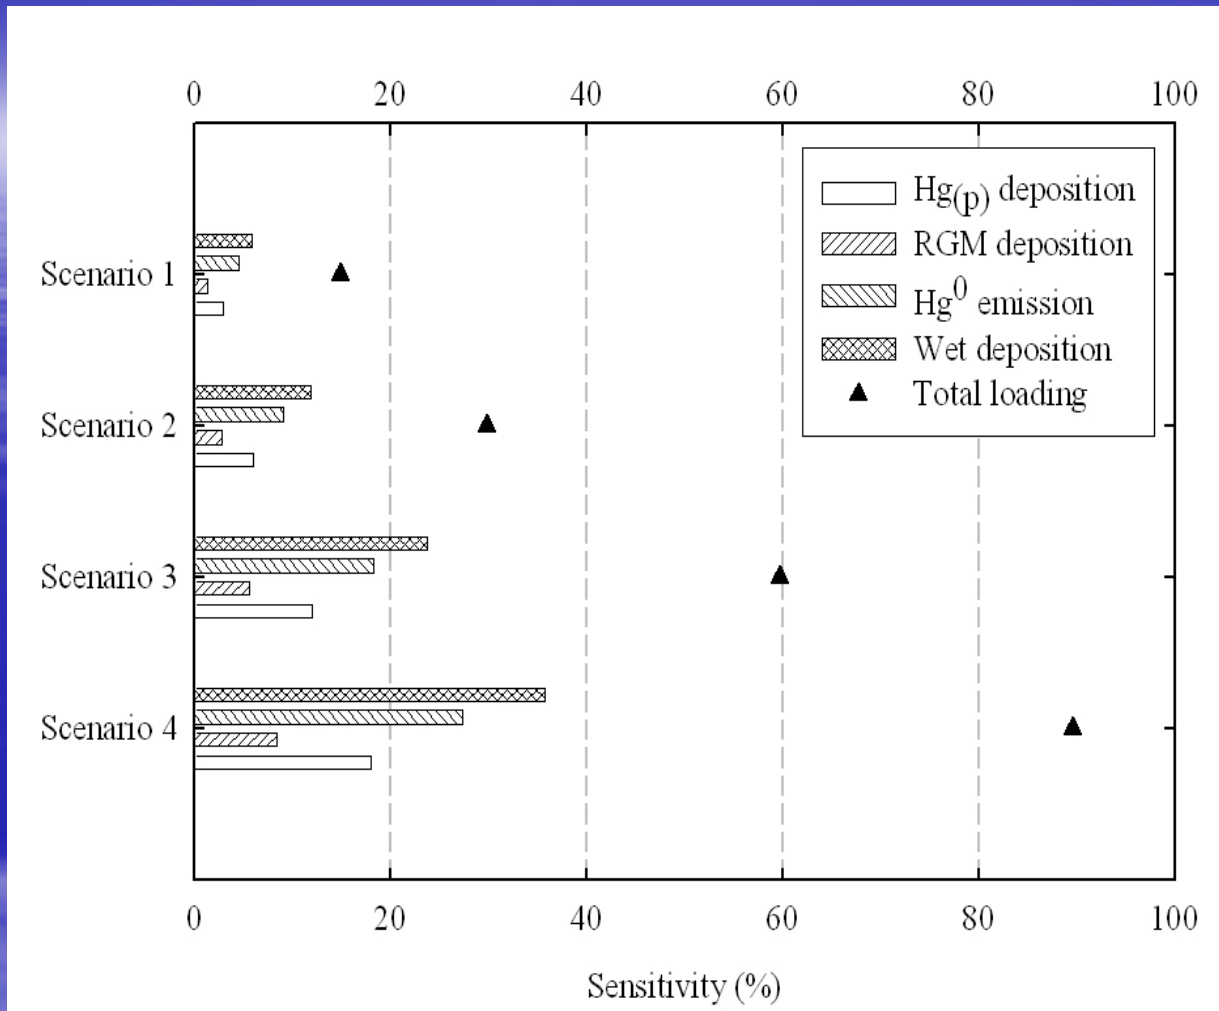 0 20 40 60 80 100
Hg(p) deposition
RGM deposition
Hg0 emission
Wet deposition
Total loading
Scenario 1
Scenario 2
Scenario 3
Scenario 4
0 20 40 60 80 100
Sensitivity (%)